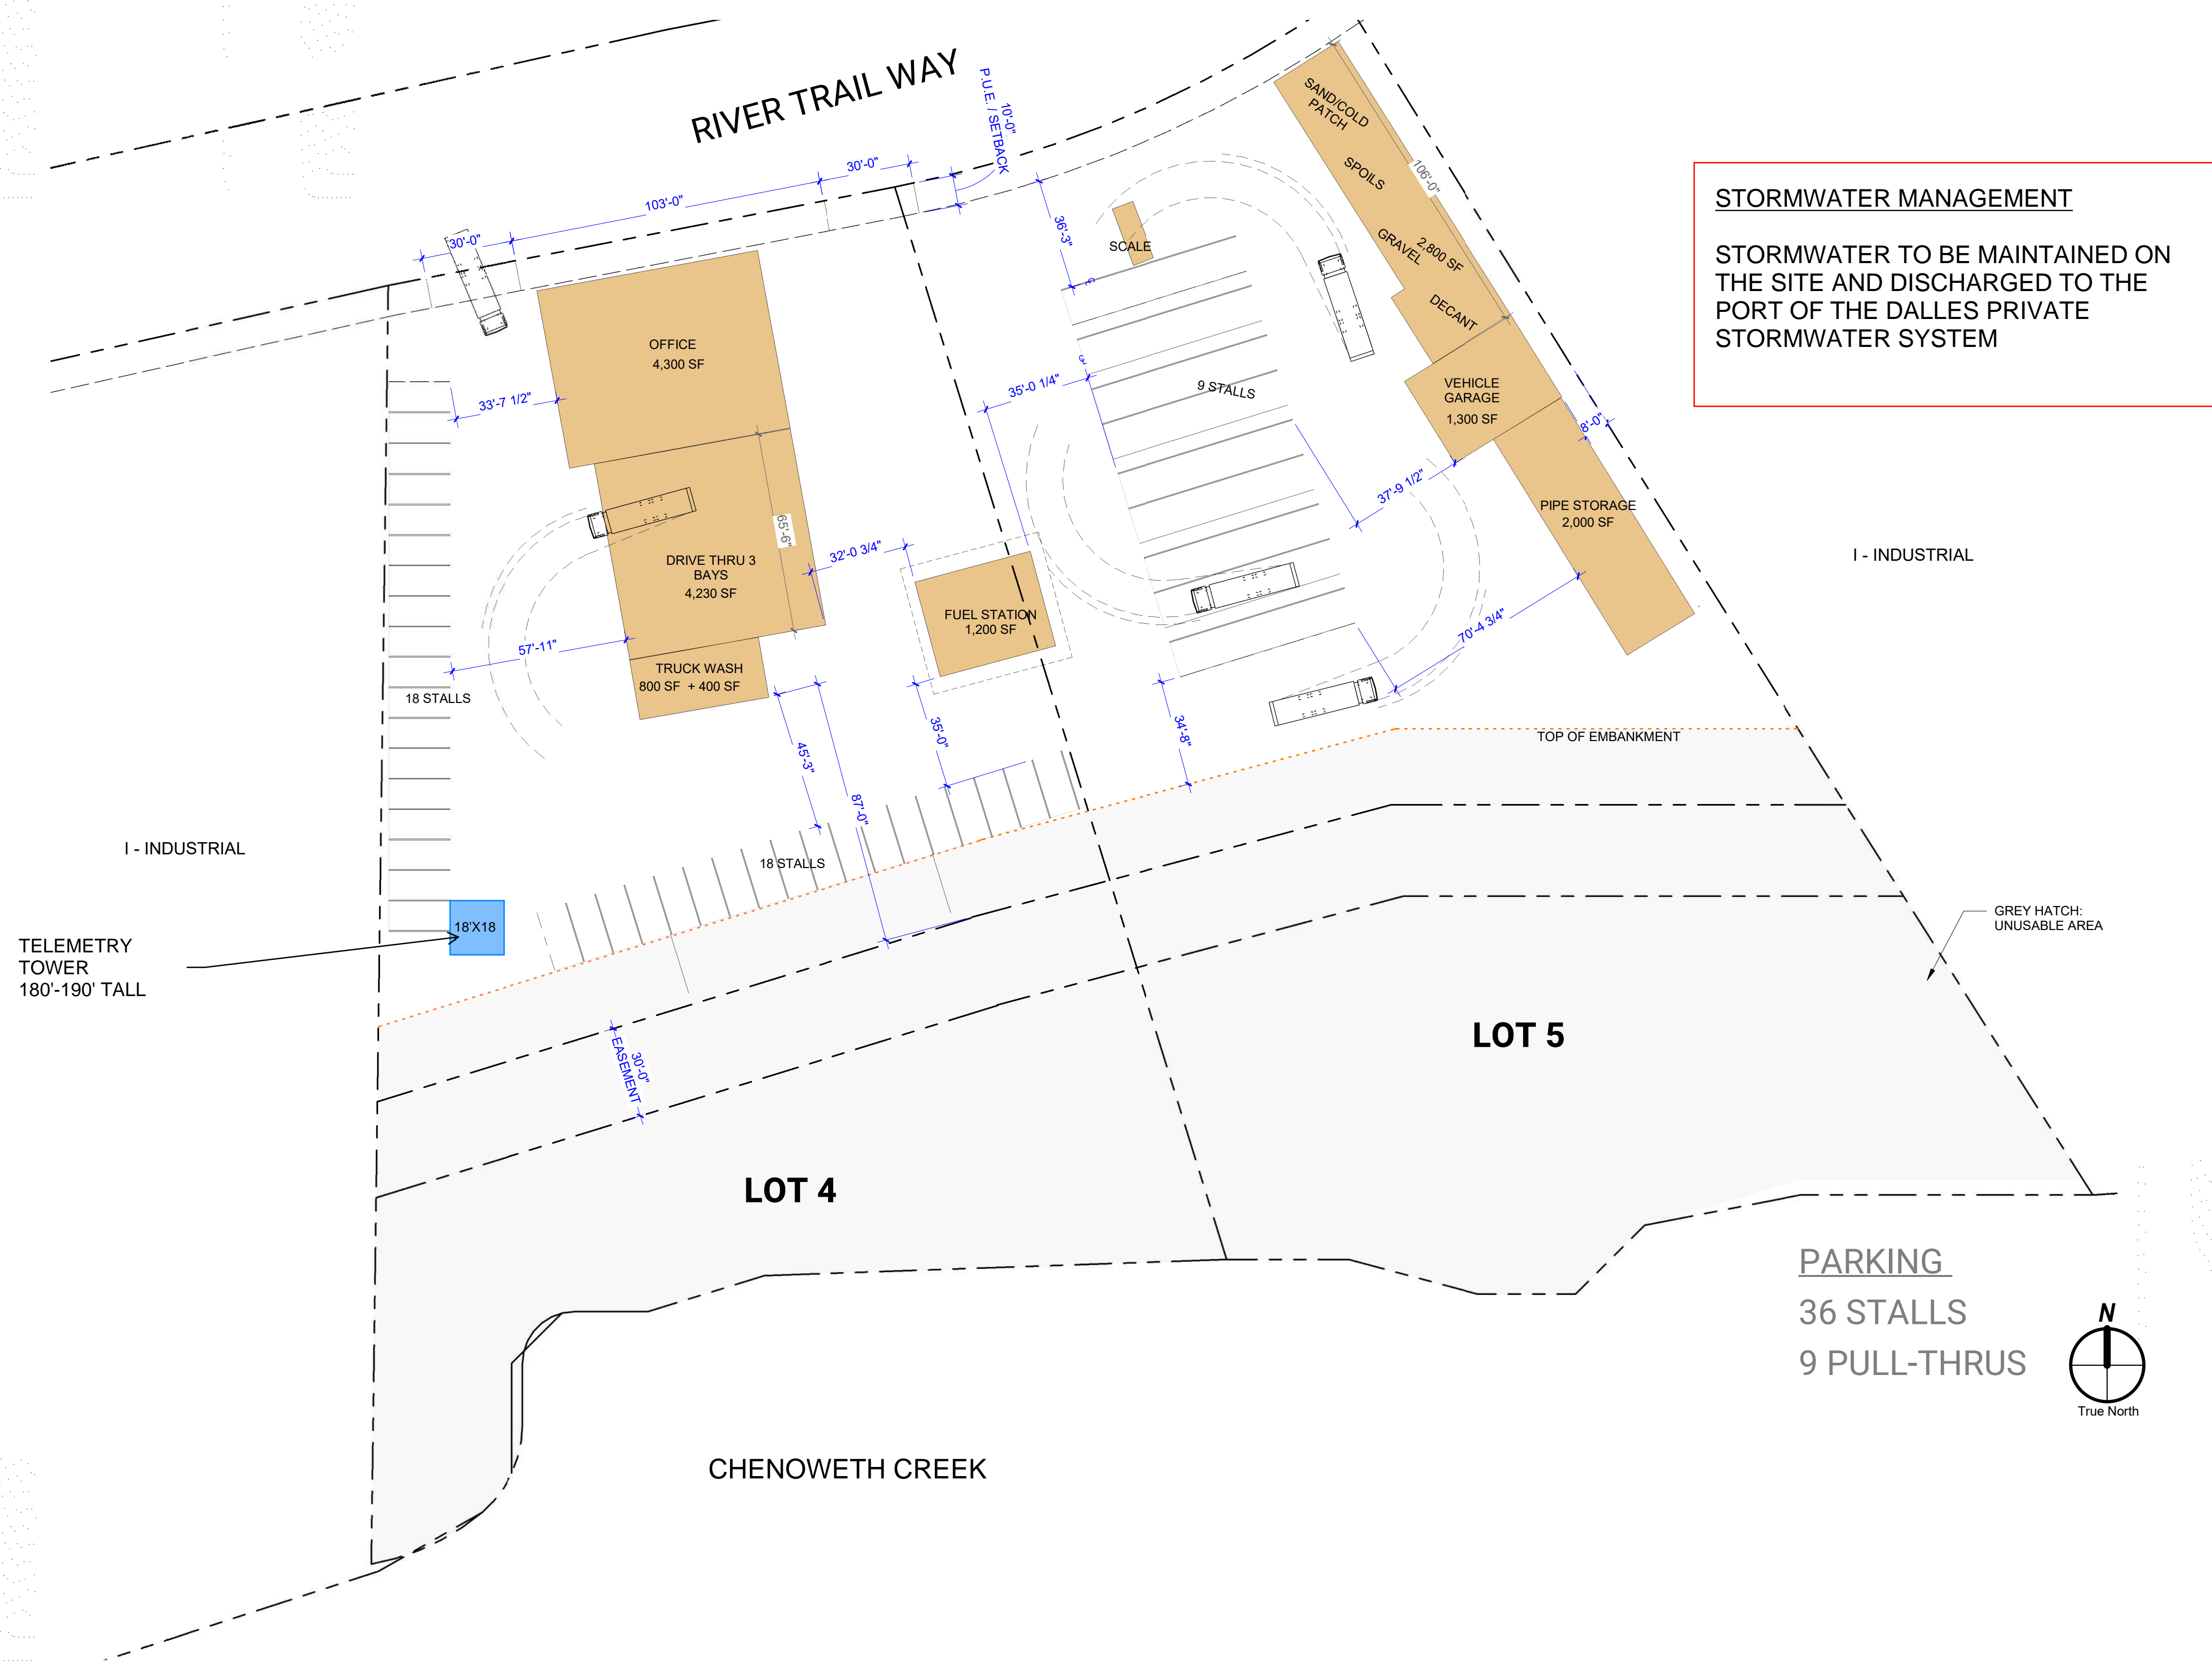 RIVER TRAIL WAY
P.U.E. / SETBACK
10'-0"
30'-0"
103'-0"
30'-0"
36'-3"
℄
℄
SAND/COLD
PATCH
SPOILS
GRAVEL
2,800 SF
DECANT
106'-0"
SCALE
STORMWATER MANAGEMENT
STORMWATER TO BE MAINTAINED ON
THE SITE AND DISCHARGED TO THE
PORT OF THE DALLES PRIVATE
STORMWATER SYSTEM
OFFICE
4,300 SF
33'-7 1/2"
35'-0 1/4"
9 STALLS
VEHICLE
GARAGE
1,300 SF
8'-0"
37'-9 1/2"
PIPE STORAGE
2,000 SF
I - INDUSTRIAL
65'-6"
DRIVE THRU 3
BAYS
4,230 SF
32'-0 3/4"
FUEL STATION
1,200 SF
57'-11"
TRUCK WASH
800 SF + 400 SF
70'-4 3/4"
18 STALLS
45'-3"
87'-0"
35'-0"
34'-8"
TOP OF EMBANKMENT
I - INDUSTRIAL
18 STALLS
18'X18
TELEMETRY
TOWER
180'-190' TALL
GREY HATCH:
UNUSABLE AREA
30'-0"
EASEMENT
LOT 5
LOT 4
PARKING
36 STALLS
9 PULL-THRUS
N
True North
CHENOWETH CREEK